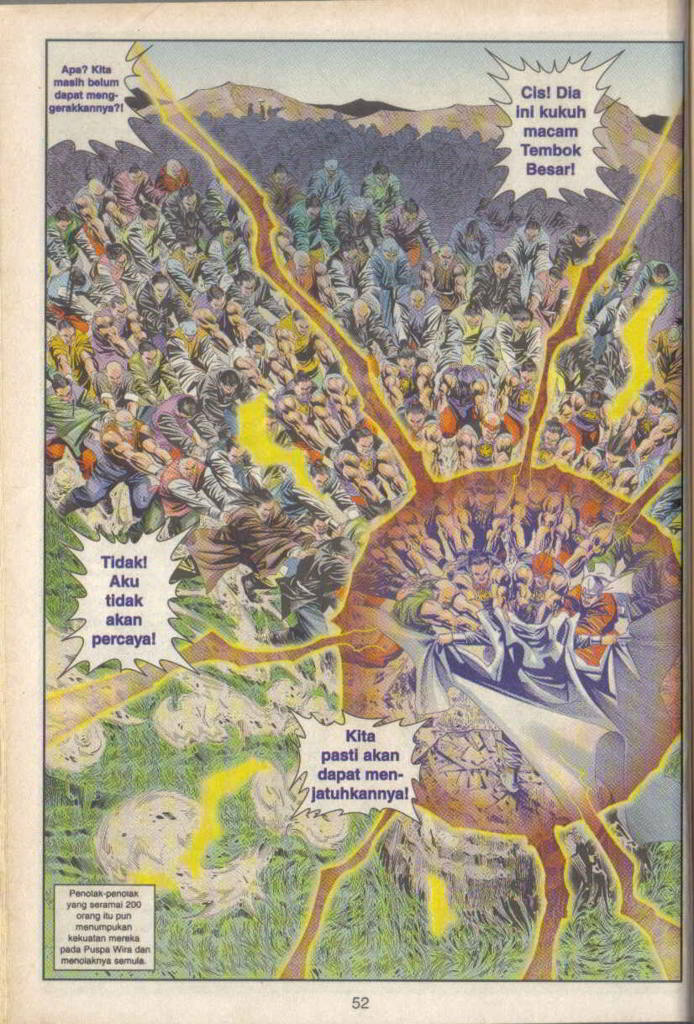 Apa? Kita
masih belum
dapat meng-
gerakkannya?!
Cis! Dia
ini kukuh
macam
Tembok
Besar!
Tidak!
Aku
tidak
akan
percaya!
Kita
pasti akan
dapat men-
jatuhkannya!
Penolak-penolak
yang seramai 200
orang itu pun
menumpukan
kekuatan mereka
pada Puspa Wira dan
menolaknya semula.
52